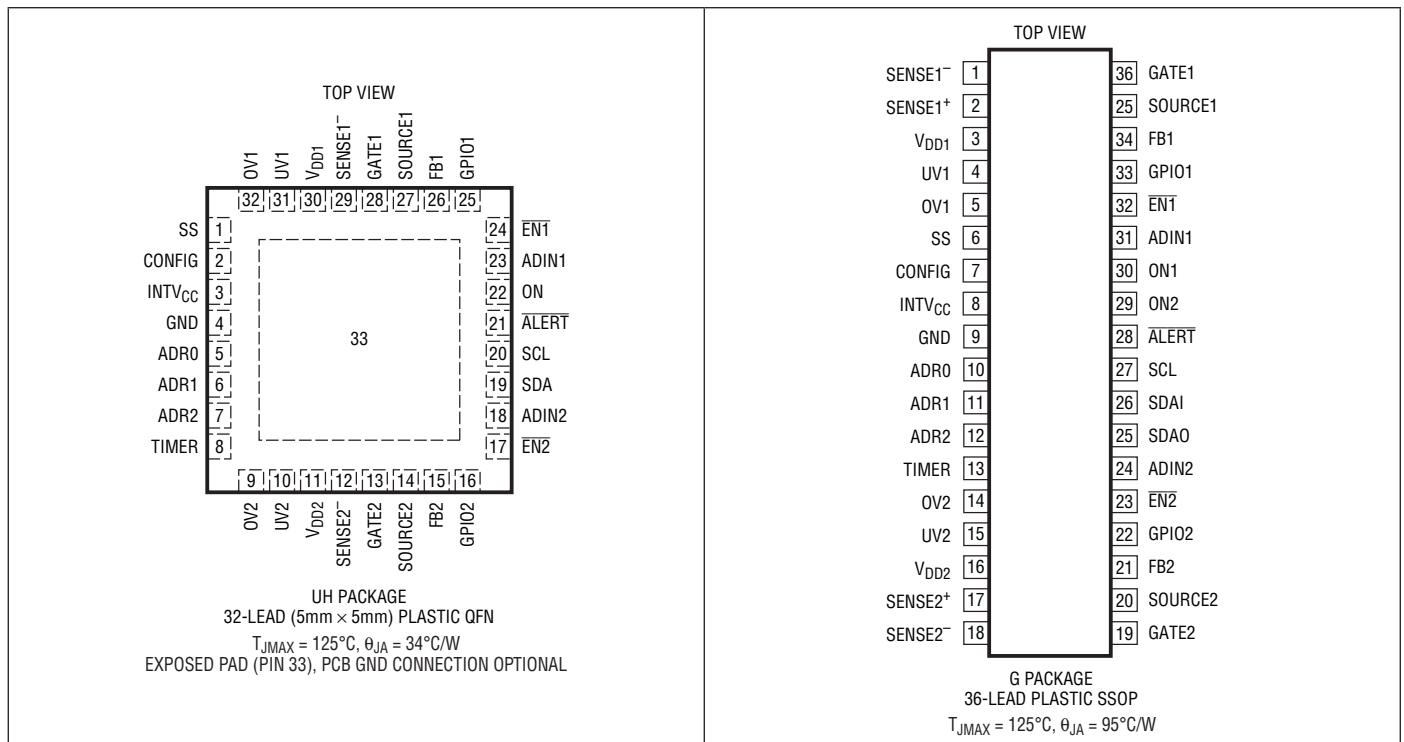 TOP VIEW
OV1
UV1
VDD1
SENSE1–
GATE1
SOURCE1
FB1
GPIO1
32 31 30 29 28 27 26 25
SS 1
CONFIG 2
INTVCC 3
GND 4
ADR0 5
ADR1 6
ADR2 7
TIMER 8
33
24 EN1
23 ADIN1
22 ON
21 ALERT
20 SCL
19 SDA
18 ADIN2
17 EN2
9 10 11 12 13 14 15 16
OV2
UV2
VDD2
SENSE2–
GATE2
SOURCE2
FB2
GPIO2
UH PACKAGE
32-LEAD (5mm × 5mm) PLASTIC QFN
TJMAX = 125°C, θJA = 34°C/W
EXPOSED PAD (PIN 33), PCB GND CONNECTION OPTIONAL
TOP VIEW
SENSE1– 1
SENSE1+ 2
VDD1 3
UV1 4
OV1 5
SS 6
CONFIG 7
INTVCC 8
GND 9
ADR0 10
ADR1 11
ADR2 12
TIMER 13
OV2 14
UV2 15
VDD2 16
SENSE2+ 17
SENSE2– 18
36 GATE1
25 SOURCE1
34 FB1
33 GPIO1
32 EN1
31 ADIN1
30 ON1
29 ON2
28 ALERT
27 SCL
26 SDAI
25 SDAO
24 ADIN2
23 EN2
22 GPIO2
21 FB2
20 SOURCE2
19 GATE2
G PACKAGE
36-LEAD PLASTIC SSOP
TJMAX = 125°C, θJA = 95°C/W